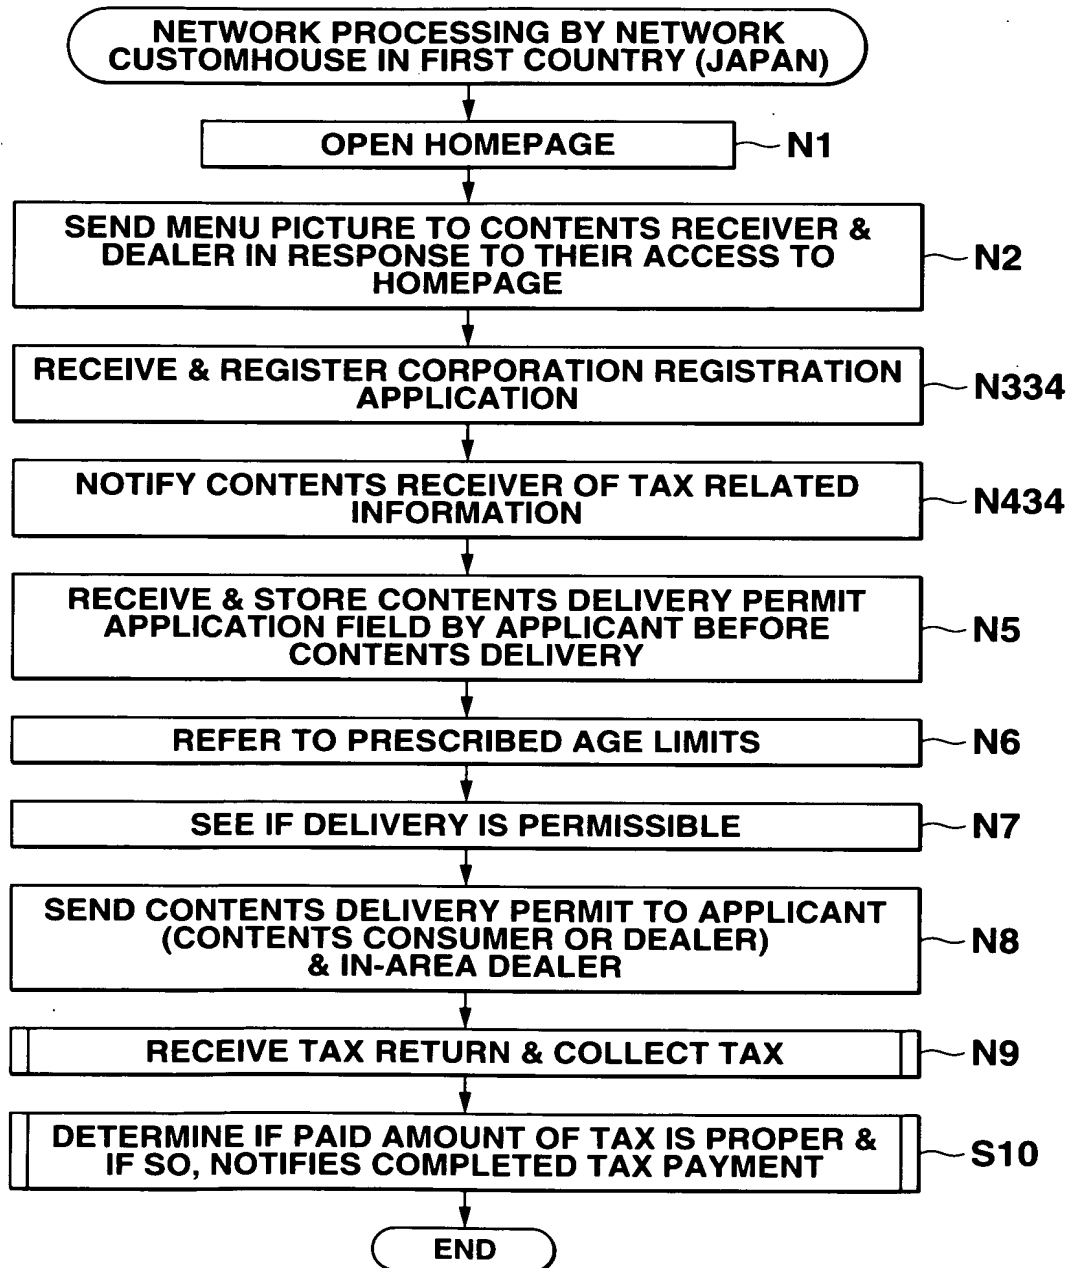 NETWORK PROCESSING BY NETWORK
CUSTOMHOUSE IN FIRST COUNTRY (JAPAN)
OPEN HOMEPAGE
N1
SEND MENU PICTURE TO CONTENTS RECEIVER &
DEALER IN RESPONSE TO THEIR ACCESS TO
HOMEPAGE
N2
RECEIVE & REGISTER CORPORATION REGISTRATION
APPLICATION
N334
NOTIFY CONTENTS RECEIVER OF TAX RELATED
INFORMATION
N434
RECEIVE & STORE CONTENTS DELIVERY PERMIT
APPLICATION FIELD BY APPLICANT BEFORE
CONTENTS DELIVERY
N5
REFER TO PRESCRIBED AGE LIMITS
N6
SEE IF DELIVERY IS PERMISSIBLE
N7
SEND CONTENTS DELIVERY PERMIT TO APPLICANT
(CONTENTS CONSUMER OR DEALER)
& IN-AREA DEALER
N8
RECEIVE TAX RETURN & COLLECT TAX
N9
DETERMINE IF PAID AMOUNT OF TAX IS PROPER &
IF SO, NOTIFIES COMPLETED TAX PAYMENT
S10
END